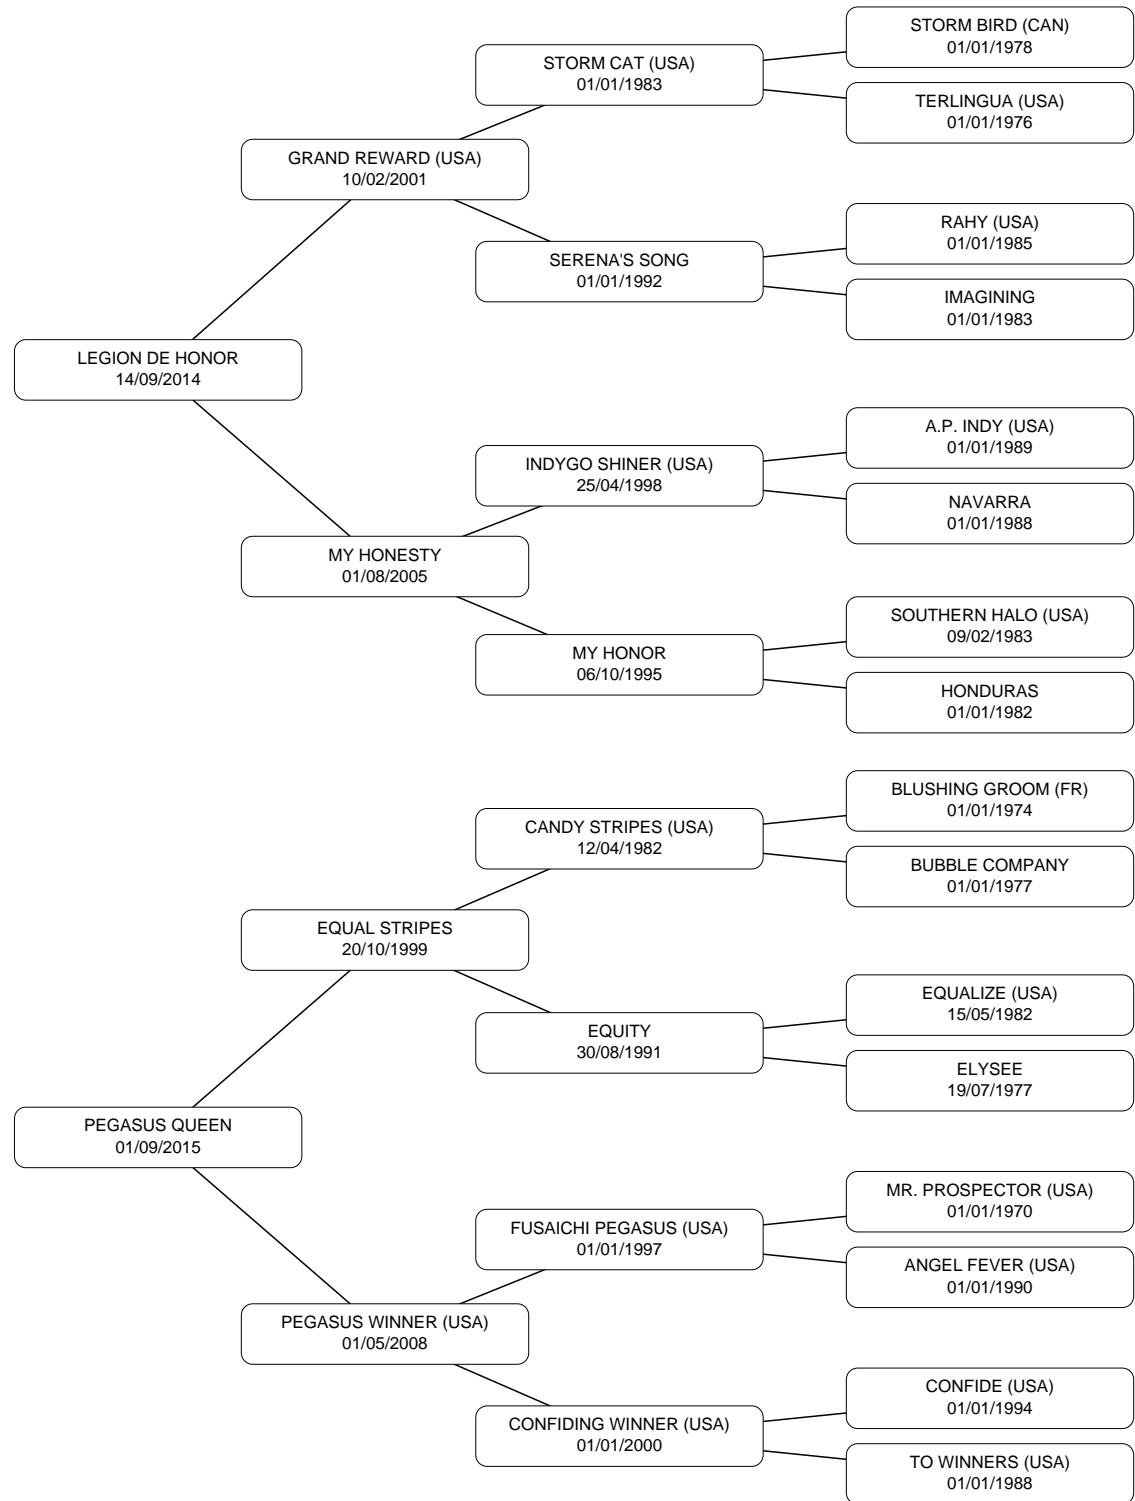 STORM BIRD (CAN)
01/01/1978
STORM CAT (USA)
01/01/1983
TERLINGUA (USA)
01/01/1976
GRAND REWARD (USA)
10/02/2001
RAHY (USA)
01/01/1985
SERENA'S SONG
01/01/1992
IMAGINING
01/01/1983
LEGION DE HONOR
14/09/2014
A.P. INDY (USA)
01/01/1989
INDYGO SHINER (USA)
25/04/1998
NAVARRA
01/01/1988
MY HONESTY
01/08/2005
SOUTHERN HALO (USA)
09/02/1983
MY HONOR
06/10/1995
HONDURAS
01/01/1982
BLUSHING GROOM (FR)
01/01/1974
CANDY STRIPES (USA)
12/04/1982
BUBBLE COMPANY
01/01/1977
EQUAL STRIPES
20/10/1999
EQUALIZE (USA)
15/05/1982
EQUITY
30/08/1991
ELYSEE
19/07/1977
PEGASUS QUEEN
01/09/2015
MR. PROSPECTOR (USA)
01/01/1970
FUSAICHI PEGASUS (USA)
01/01/1997
ANGEL FEVER (USA)
01/01/1990
PEGASUS WINNER (USA)
01/05/2008
CONFIDE (USA)
01/01/1994
CONFIDING WINNER (USA)
01/01/2000
TO WINNERS (USA)
01/01/1988